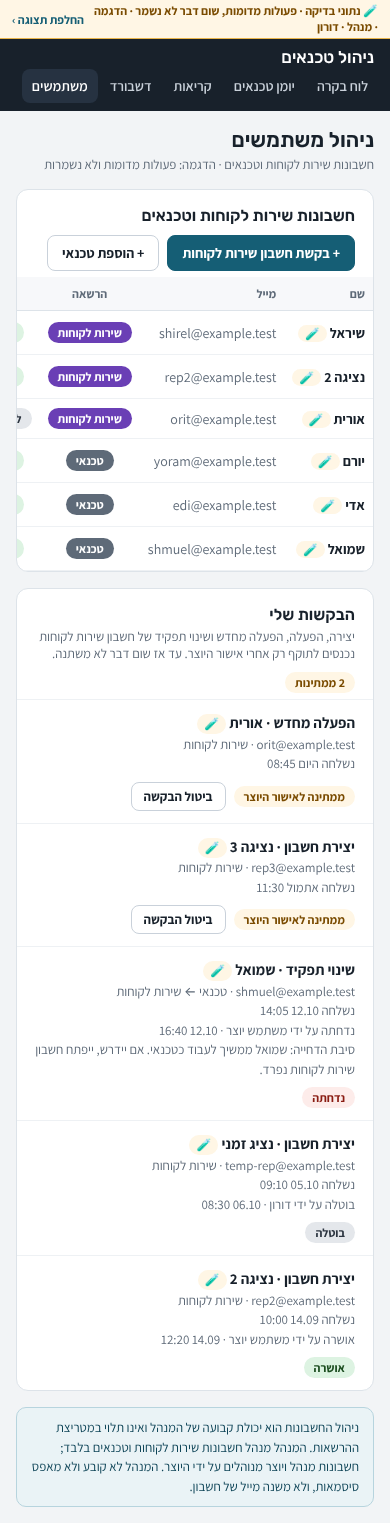 🧪 נתוני בדיקה · פעולות מדומות, שום דבר לא נשמר · הדגמה
· מנהל · דורון
החלפת תצוגה ›
ניהול טכנאים
לוח בקרה
יומן טכנאים
קריאות
דשבורד
משתמשים
ניהול משתמשים
חשבונות שירות לקוחות וטכנאים · הדגמה: פעולות מדומות ולא נשמרות
חשבונות שירות לקוחות וטכנאים
+ בקשת חשבון שירות לקוחות
+ הוספת טכנאי
שם מייל הרשאה
שיראל 🧪 shirel@example.test שירות לקוחות
נציגה 2 🧪 rep2@example.test שירות לקוחות
אורית 🧪 orit@example.test שירות לקוחות
יורם 🧪 yoram@example.test טכנאי
אדי 🧪 edi@example.test טכנאי
שמואל 🧪 shmuel@example.test טכנאי
הבקשות שלי
יצירה, הפעלה, הפעלה מחדש ושינוי תפקיד של חשבון שירות לקוחות
נכנסים לתוקף רק אחרי אישור היוצר. עד אז שום דבר לא משתנה.
2 ממתינות
הפעלה מחדש · אורית 🧪
orit@example.test · שירות לקוחות
נשלחה היום 08:45
ממתינה לאישור היוצר
ביטול הבקשה
יצירת חשבון · נציגה 3 🧪
rep3@example.test · שירות לקוחות
נשלחה אתמול 11:30
ממתינה לאישור היוצר
ביטול הבקשה
שינוי תפקיד · שמואל 🧪
shmuel@example.test · טכנאי ← שירות לקוחות
נשלחה 12.10 14:05
נדחתה על ידי משתמש יוצר · 12.10 16:40
סיבת הדחייה: שמואל ממשיך לעבוד כטכנאי. אם יידרש, ייפתח חשבון
שירות לקוחות נפרד.
נדחתה
יצירת חשבון · נציג זמני 🧪
temp-rep@example.test · שירות לקוחות
נשלחה 05.10 09:10
בוטלה על ידי דורון · 06.10 08:30
בוטלה
יצירת חשבון · נציגה 2 🧪
rep2@example.test · שירות לקוחות
נשלחה 14.09 10:00
אושרה על ידי משתמש יוצר · 14.09 12:20
אושרה
ניהול החשבונות הוא יכולת קבועה של המנהל ואינו תלוי במטריצת
ההרשאות. המנהל מנהל חשבונות שירות לקוחות וטכנאים בלבד;
חשבונות מנהל ויוצר מנוהלים על ידי היוצר. המנהל לא קובע ולא מאפס
סיסמאות, ולא משנה מייל של חשבון.